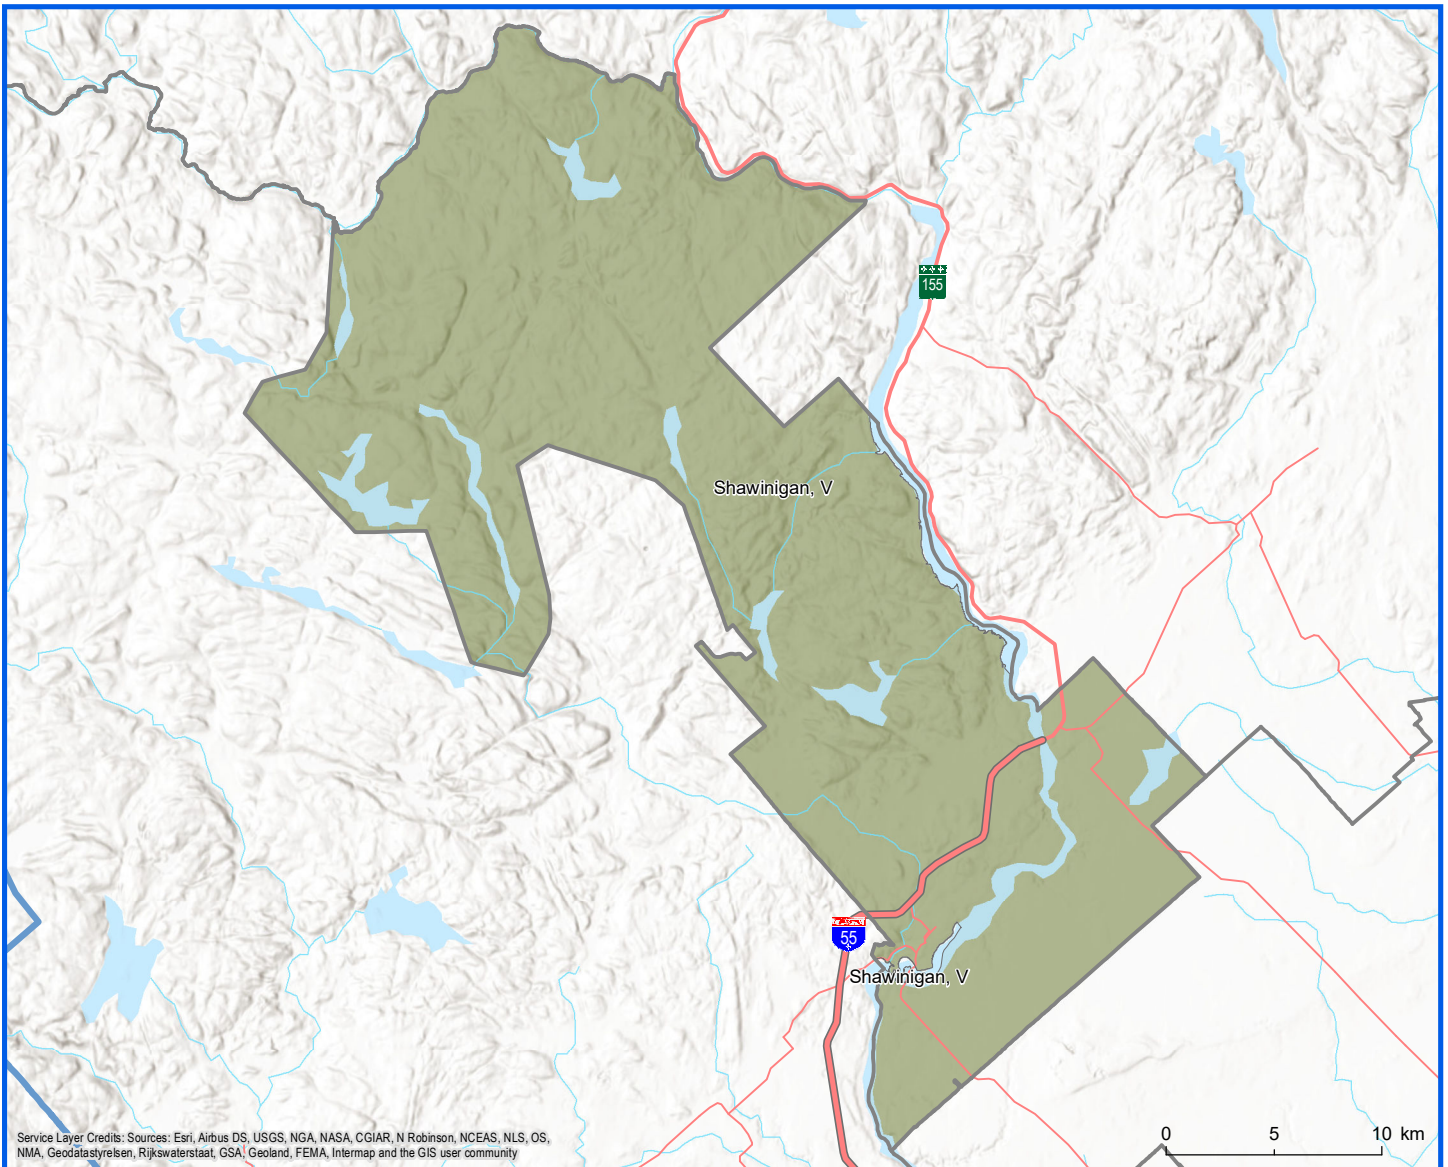 155
Shawinigan, V
55
Shawinigan, V
0 5 10 km
Service Layer Credits: Sources: Esri, Airbus DS, USGS, NGA, NASA, CGIAR, N Robinson, NCEAS, NLS, OS,
NMA, Geodatastyrelsen, Rijkswaterstaat, GSA, Geoland, FEMA, Intermap and the GIS user community